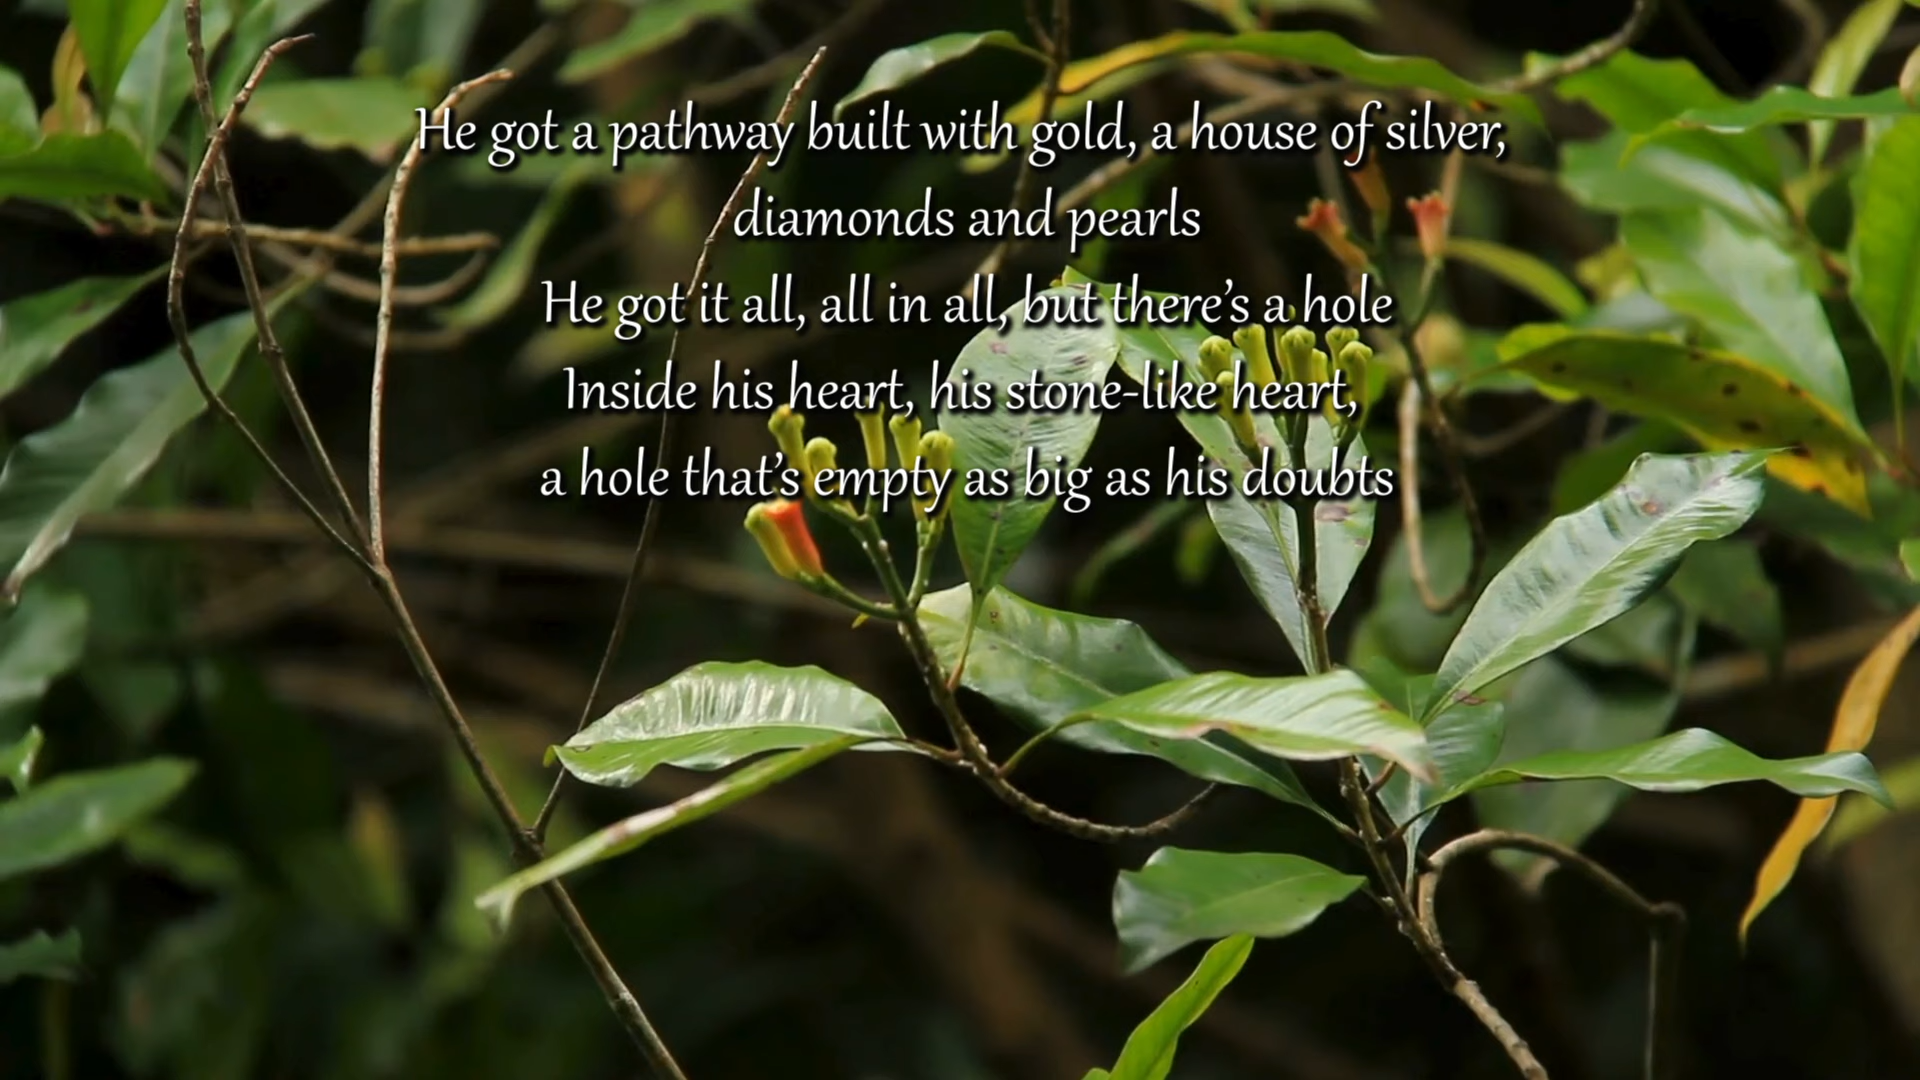 He got a pathway built with gold, a house of silver,
diamonds and pearls
He got it all, all in all, but there’s a hole
Inside his heart, his stone-like heart,
a hole that’s empty as big as his doubts